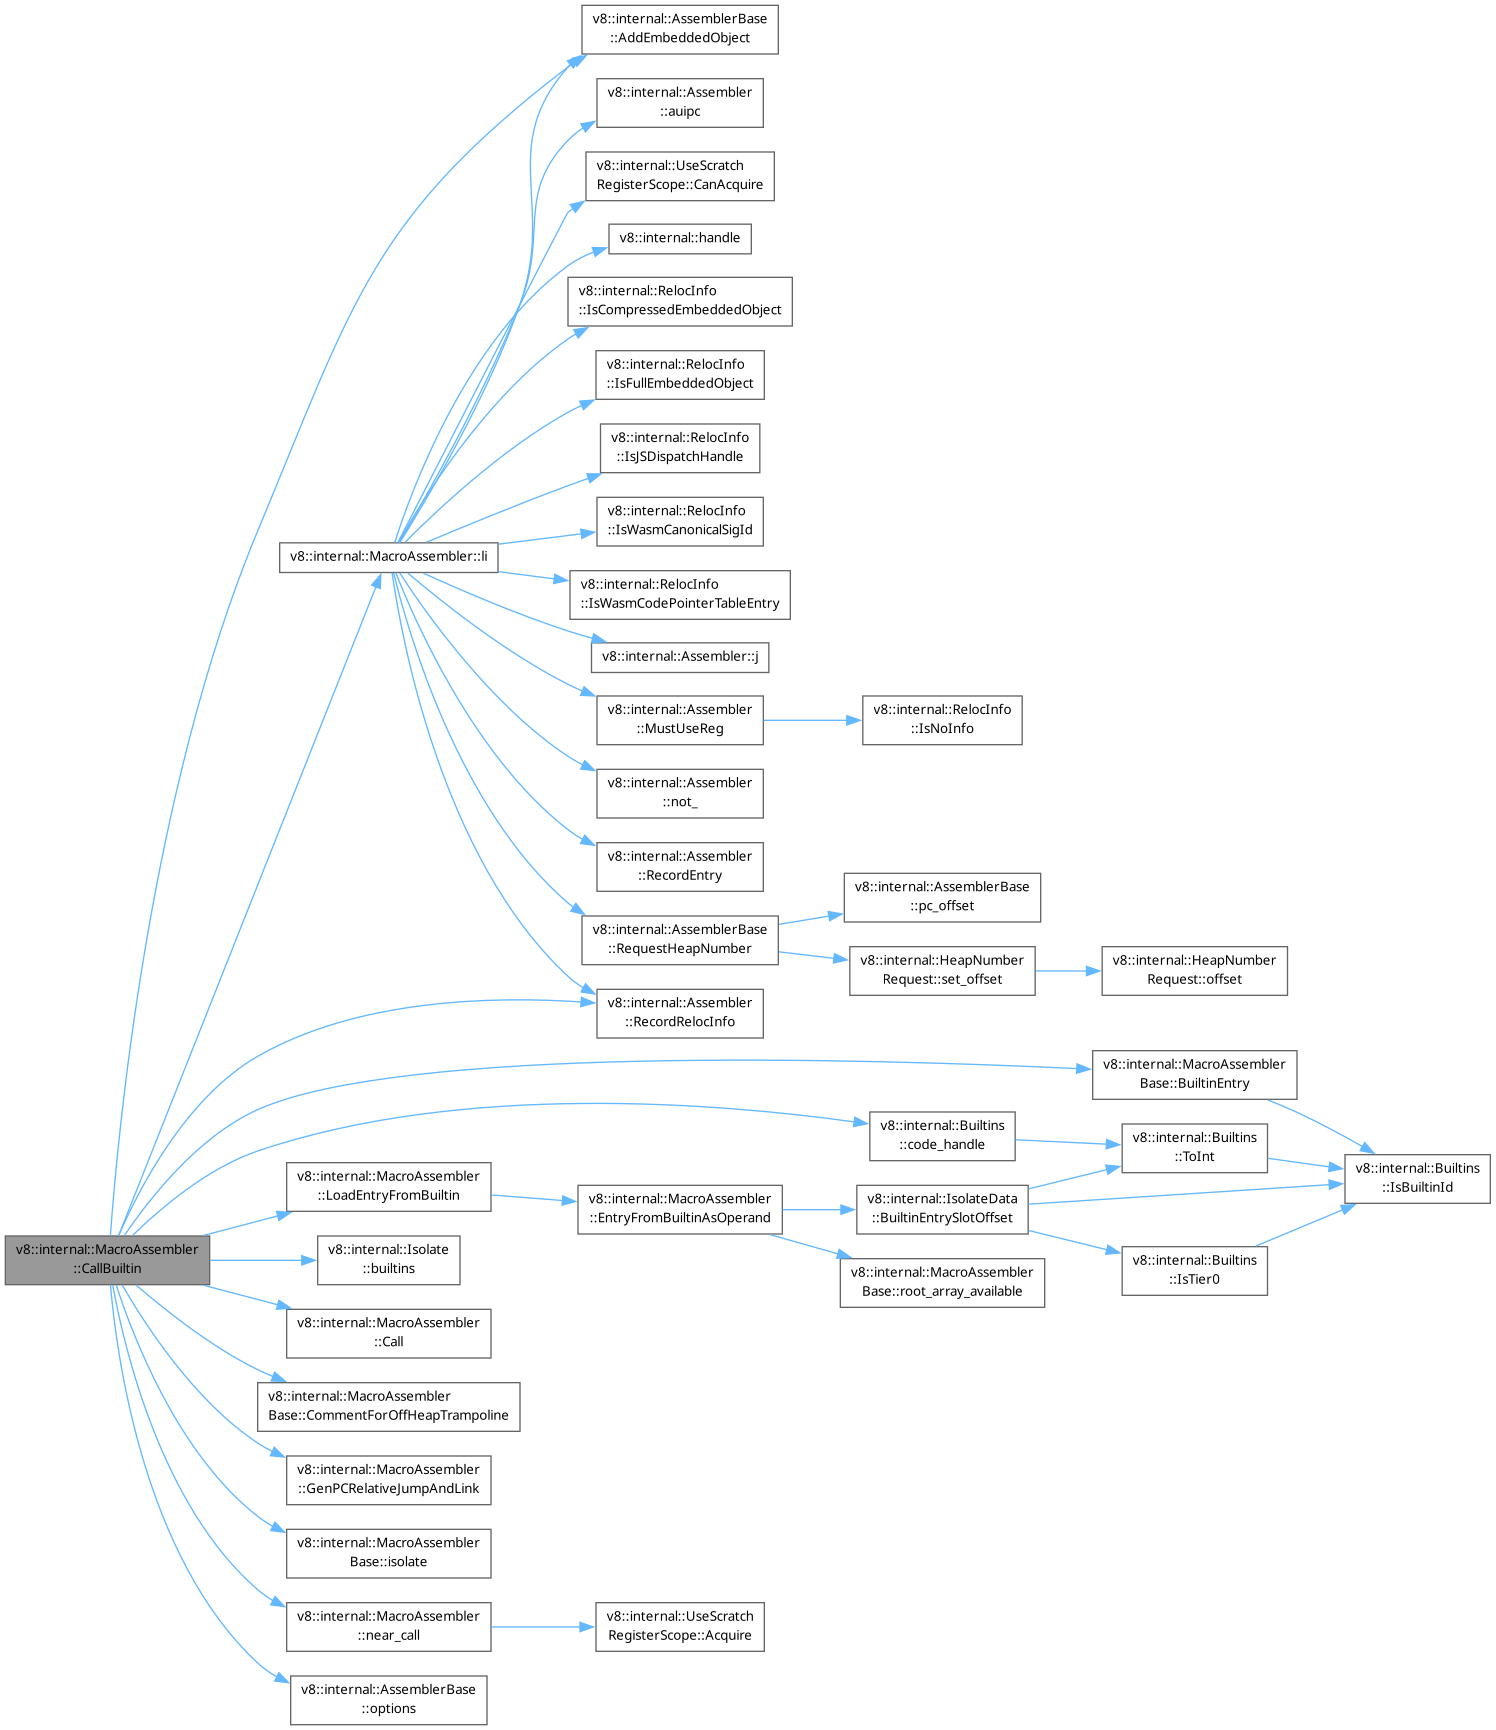 v8::internal::AssemblerBase
::AddEmbeddedObject
v8::internal::Assembler
::auipc
v8::internal::UseScratch
RegisterScope::CanAcquire
v8::internal::handle
v8::internal::RelocInfo
::IsCompressedEmbeddedObject
v8::internal::RelocInfo
::IsFullEmbeddedObject
v8::internal::RelocInfo
::IsJSDispatchHandle
v8::internal::RelocInfo
::IsWasmCanonicalSigId
v8::internal::MacroAssembler::li
v8::internal::RelocInfo
::IsWasmCodePointerTableEntry
v8::internal::Assembler::j
v8::internal::Assembler
::MustUseReg
v8::internal::RelocInfo
::IsNoInfo
v8::internal::Assembler
::not_
v8::internal::Assembler
::RecordEntry
v8::internal::AssemblerBase
::pc_offset
v8::internal::AssemblerBase
::RequestHeapNumber
v8::internal::HeapNumber
Request::set_offset
v8::internal::HeapNumber
Request::offset
v8::internal::Assembler
::RecordRelocInfo
v8::internal::MacroAssembler
Base::BuiltinEntry
v8::internal::Builtins
::code_handle
v8::internal::Builtins
::ToInt
v8::internal::Builtins
::IsBuiltinId
v8::internal::MacroAssembler
::LoadEntryFromBuiltin
v8::internal::MacroAssembler
::EntryFromBuiltinAsOperand
v8::internal::IsolateData
::BuiltinEntrySlotOffset
v8::internal::MacroAssembler
::CallBuiltin
v8::internal::Isolate
::builtins
v8::internal::MacroAssembler
Base::root_array_available
v8::internal::Builtins
::IsTier0
v8::internal::MacroAssembler
::Call
v8::internal::MacroAssembler
Base::CommentForOffHeapTrampoline
v8::internal::MacroAssembler
::GenPCRelativeJumpAndLink
v8::internal::MacroAssembler
Base::isolate
v8::internal::MacroAssembler
::near_call
v8::internal::UseScratch
RegisterScope::Acquire
v8::internal::AssemblerBase
::options